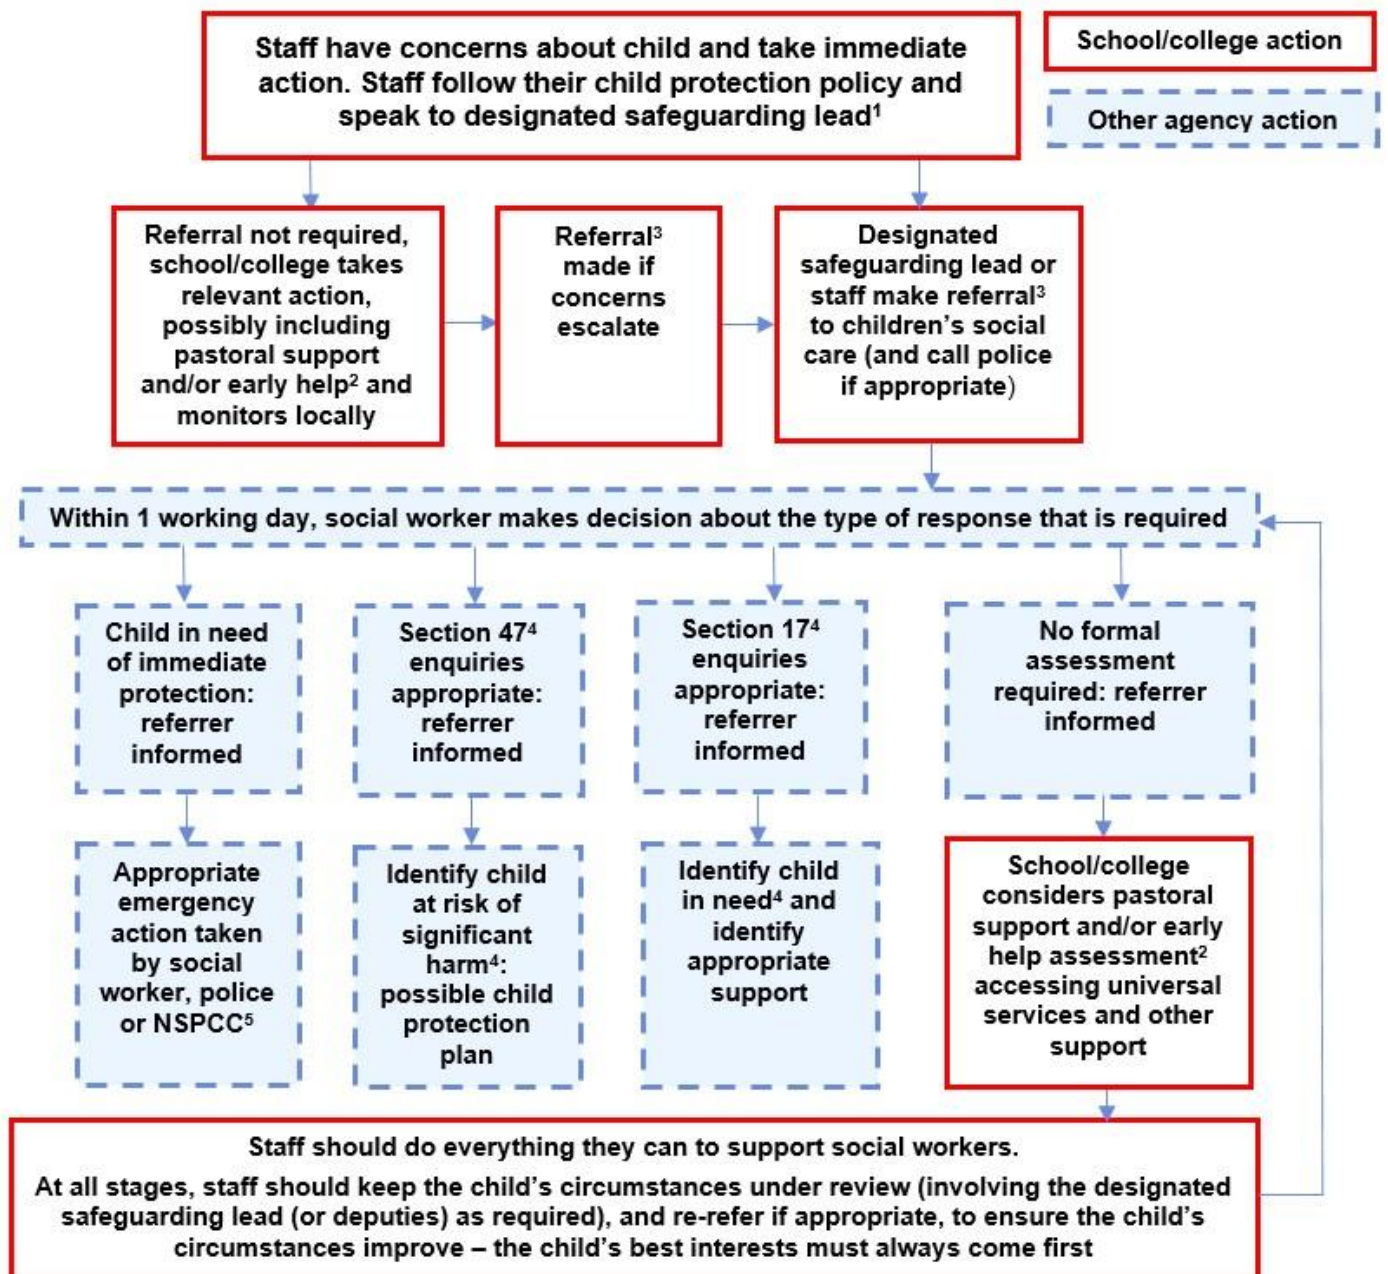 Staff have concerns about child and take immediate
action. Staff follow their child protection policy and
speak to designated safeguarding lead¹
School/college action
Other agency action
Referral not required,
school/college takes
relevant action,
possibly including
pastoral support
and/or early help² and
monitors locally
Referral³
made if
concerns
escalate
Designated
safeguarding lead or
staff make referral³
to children’s social
care (and call police
if appropriate)
Within 1 working day, social worker makes decision about the type of response that is required
Child in need
of immediate
protection:
referrer
informed
Section 47⁴
enquiries
appropriate:
referrer
informed
Section 17⁴
enquiries
appropriate:
referrer
informed
No formal
assessment
required: referrer
informed
Appropriate
emergency
action taken
by social
worker, police
or NSPCC⁵
Identify child
at risk of
significant
harm⁴:
possible child
protection
plan
Identify child
in need⁴ and
identify
appropriate
support
School/college
considers pastoral
support and/or early
help assessment²
accessing universal
services and other
support
Staff should do everything they can to support social workers.
At all stages, staff should keep the child’s circumstances under review (involving the designated
safeguarding lead (or deputies) as required), and re-refer if appropriate, to ensure the child’s
circumstances improve – the child’s best interests must always come first